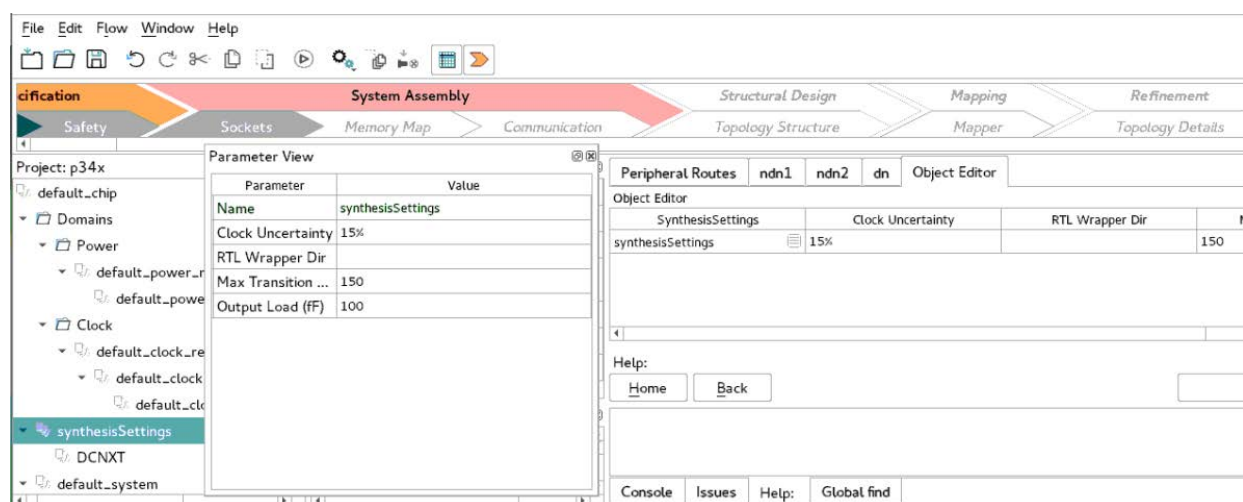 File Edit Flow Window Help
cification System Assembly Structural Design Mapping Refinement
Safety Sockets Memory Map Communication Topology Structure Mapper Topology Details
Project: p34x
default_chip
Domains
Power
default_power_r
default_powe
Clock
default_clock_re
default_clock
default_clo
synthesisSettings
DCNXT
default_system
Parameter View
Parameter Value
Name synthesisSettings
Clock Uncertainty 15%
RTL Wrapper Dir
Max Transition ... 150
Output Load (fF) 100
Peripheral Routes ndn1 ndn2 dn Object Editor
Object Editor
SynthesisSettings Clock Uncertainty RTL Wrapper Dir
synthesisSettings 15% 150
Help:
Home Back
Console Issues Help: Global find